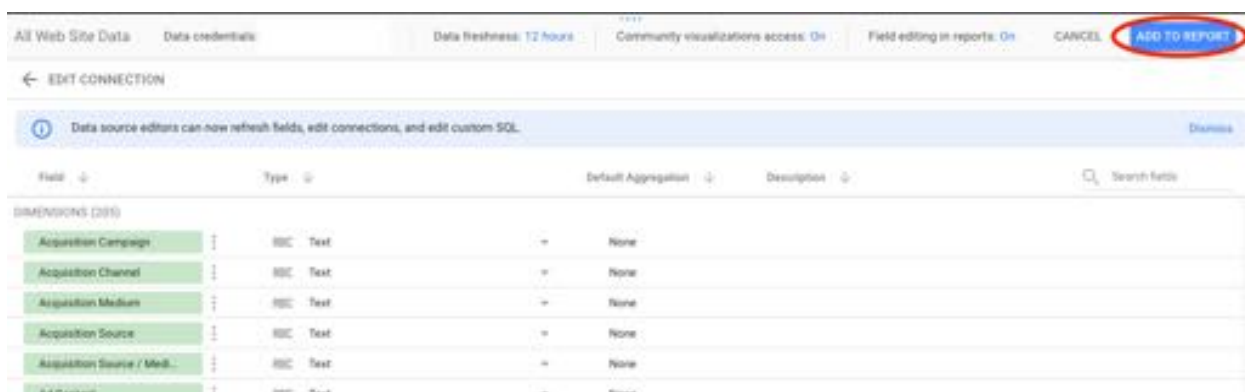 All Web Site Data Data credentials: Data freshness: 12 hours Community visualizations access: On Field editing in reports: On CANCEL ADD TO REPORT
← EDIT CONNECTION
Data source editors can now refresh fields, edit connections, and edit custom SQL. Dismiss
Field ↓ Type ↓ Default Aggregation ↓ Description ↓ Search fields
DIMENSIONS (205)
Acquisition Campaign Text None
Acquisition Channel Text None
Acquisition Medium Text None
Acquisition Source Text None
Acquisition Source / Medi... Text None